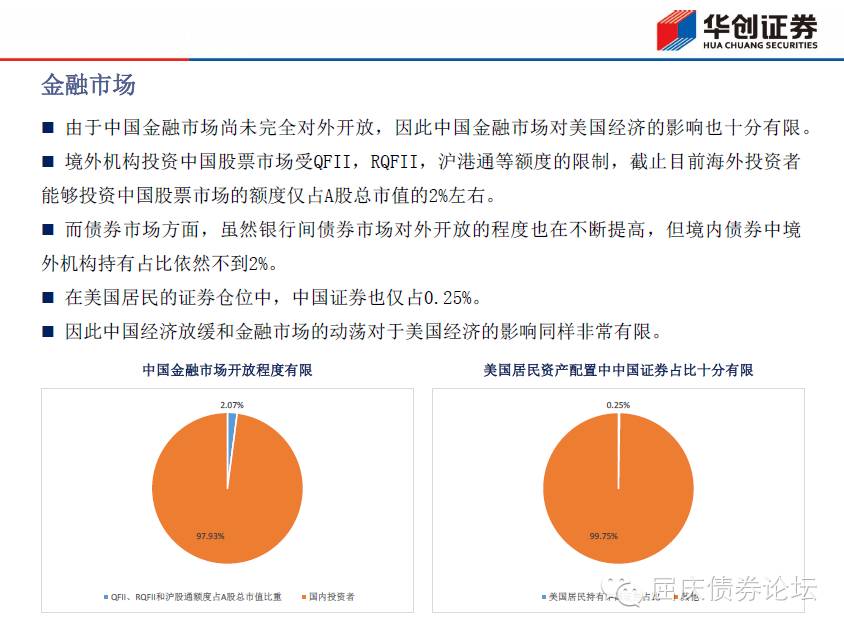 华创证券
HUA CHUANG SECURITIES
金融市场
由于中国金融市场尚未完全对外开放，因此中国金融市场对美国经济的影响也十分有限。
境外机构投资中国股票市场受QFII，RQFII，沪港通等额度的限制，截止目前海外投资者
能够投资中国股票市场的额度仅占A股总市值的2%左右。
而债券市场方面，虽然银行间债券市场对外开放的程度也在不断提高，但境内债券中境
外机构持有占比依然不到2%。
在美国居民的证券仓位中，中国证券也仅占0.25%。
因此中国经济放缓和金融市场的动荡对于美国经济的影响同样非常有限。
中国金融市场开放程度有限
2.07%
97.93%
QFII、RQFII和沪股通额度占A股总市值比重
国内投资者
美国居民资产配置中中国证券占比十分有限
0.25%
99.75%
美国居民持有
其他
屈庆债券论坛